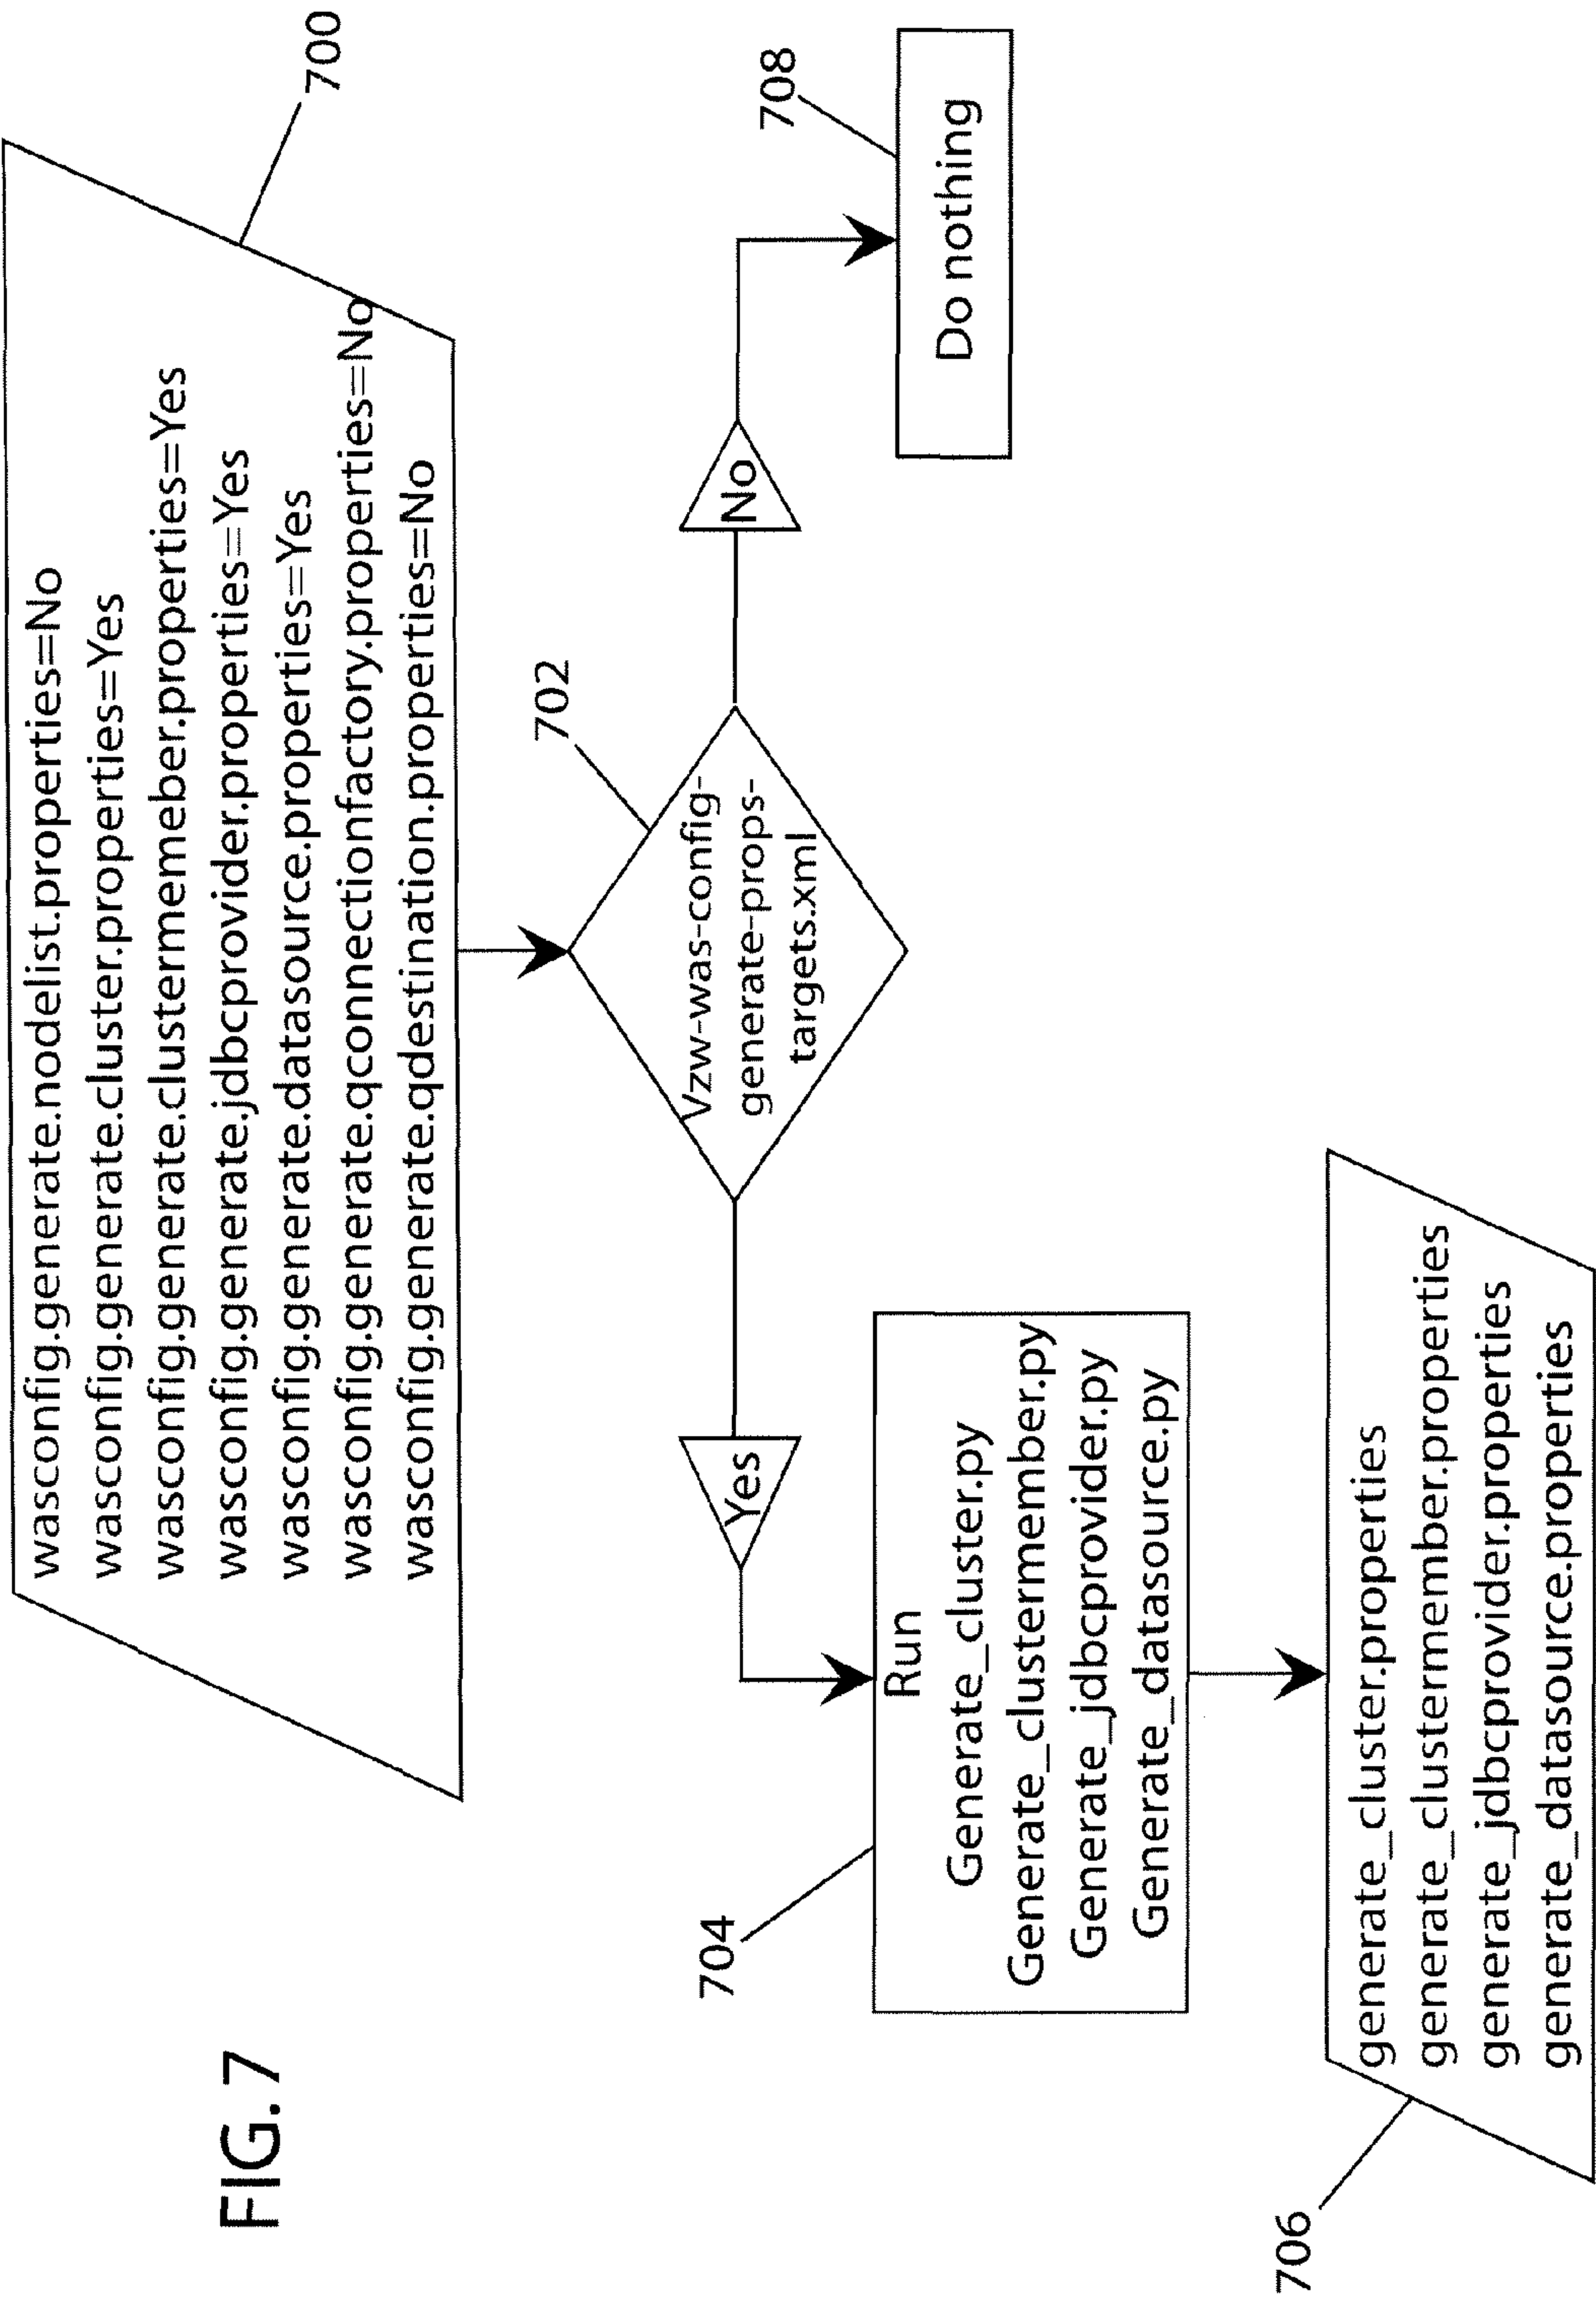 FIG. 7
wasconfig.generate.nodelist.properties=No
wasconfig.generate.cluster.properties=Yes
wasconfig.generate.clustermemeber.properties=Yes
wasconfig.generate.jdbcprovider.properties=Yes
wasconfig.generate.datasource.properties=Yes
wasconfig.generate.qconnectionfactory.properties=No
wasconfig.generate.qdestination.properties=No
700
702
Vzw-was-config-
generate-props-
targets.xml
Yes
No
704
Run
Generate_cluster.py
Generate_clustermember.py
Generate_jdbcprovider.py
Generate_datasource.py
708
Do nothing
706
generate_cluster.properties
generate_clustermember.properties
generate_jdbcprovider.properties
generate_datasource.properties